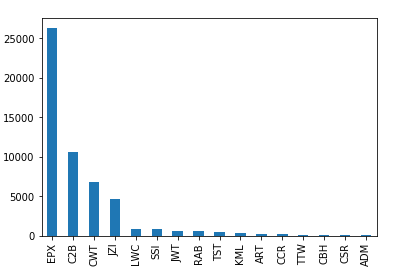 25000
20000
15000
10000
5000
0
EPX
C2B
CWT
JZI
LWC
SSI
JWT
RAB
TST
KML
ART
CCR
TTW
CBH
CSR
ADM